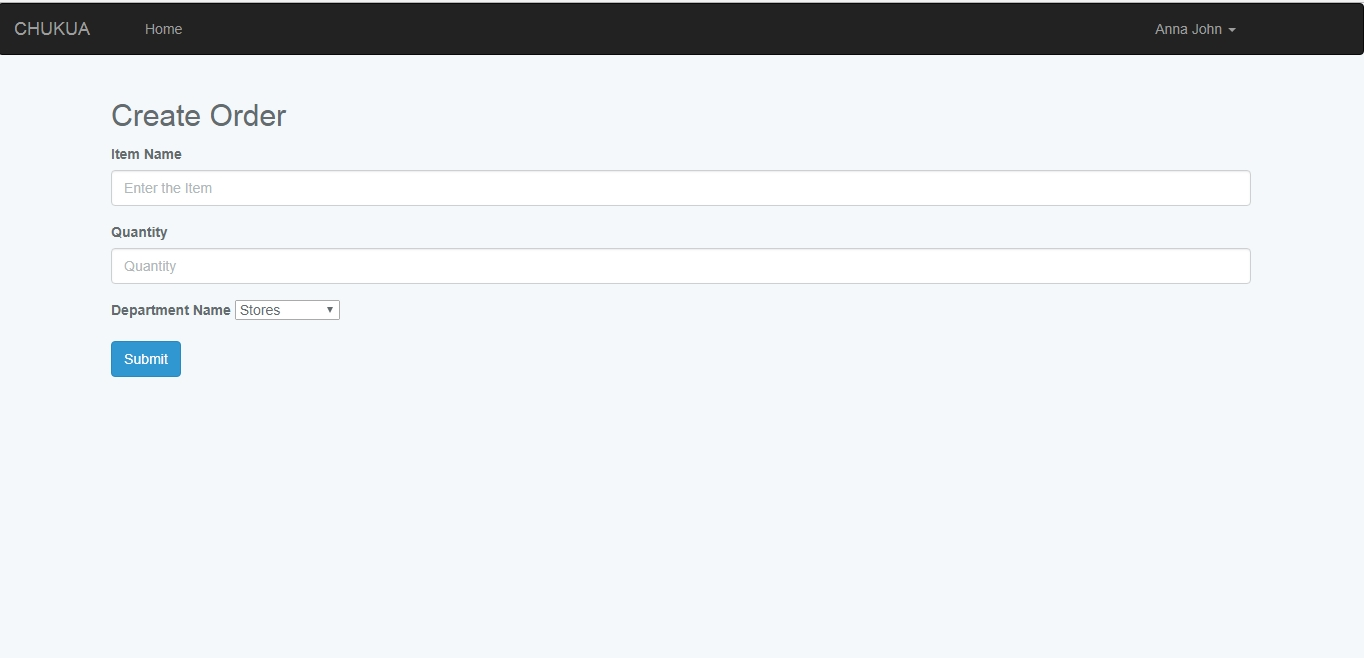 CHUKUA Home Anna John
Create Order
Item Name
Enter the Item
Quantity
Quantity
Department Name Stores
Submit